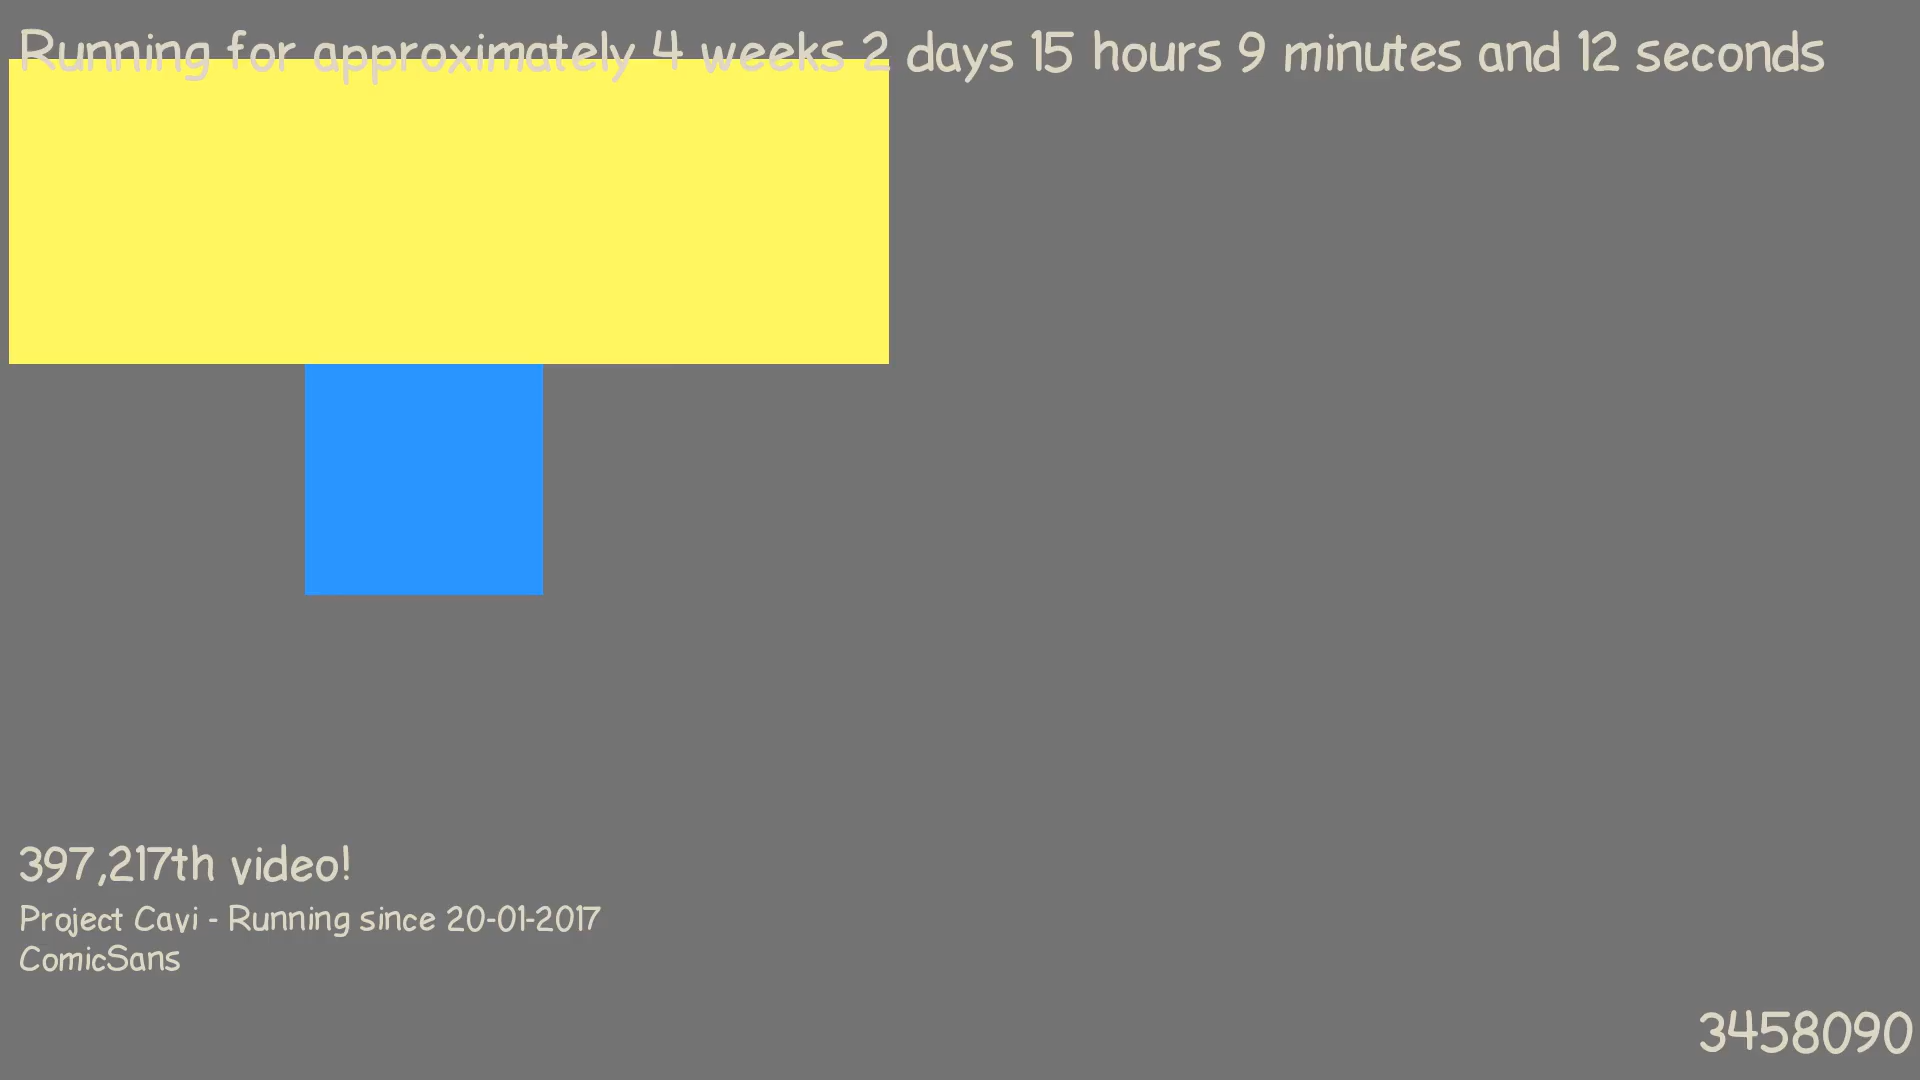 Running for approximately 4 weeks 2 days 15 hours 9 minutes and 12 seconds
397,217th video!
Project Cavi - Running since 20-01-2017
ComicSans
3458090